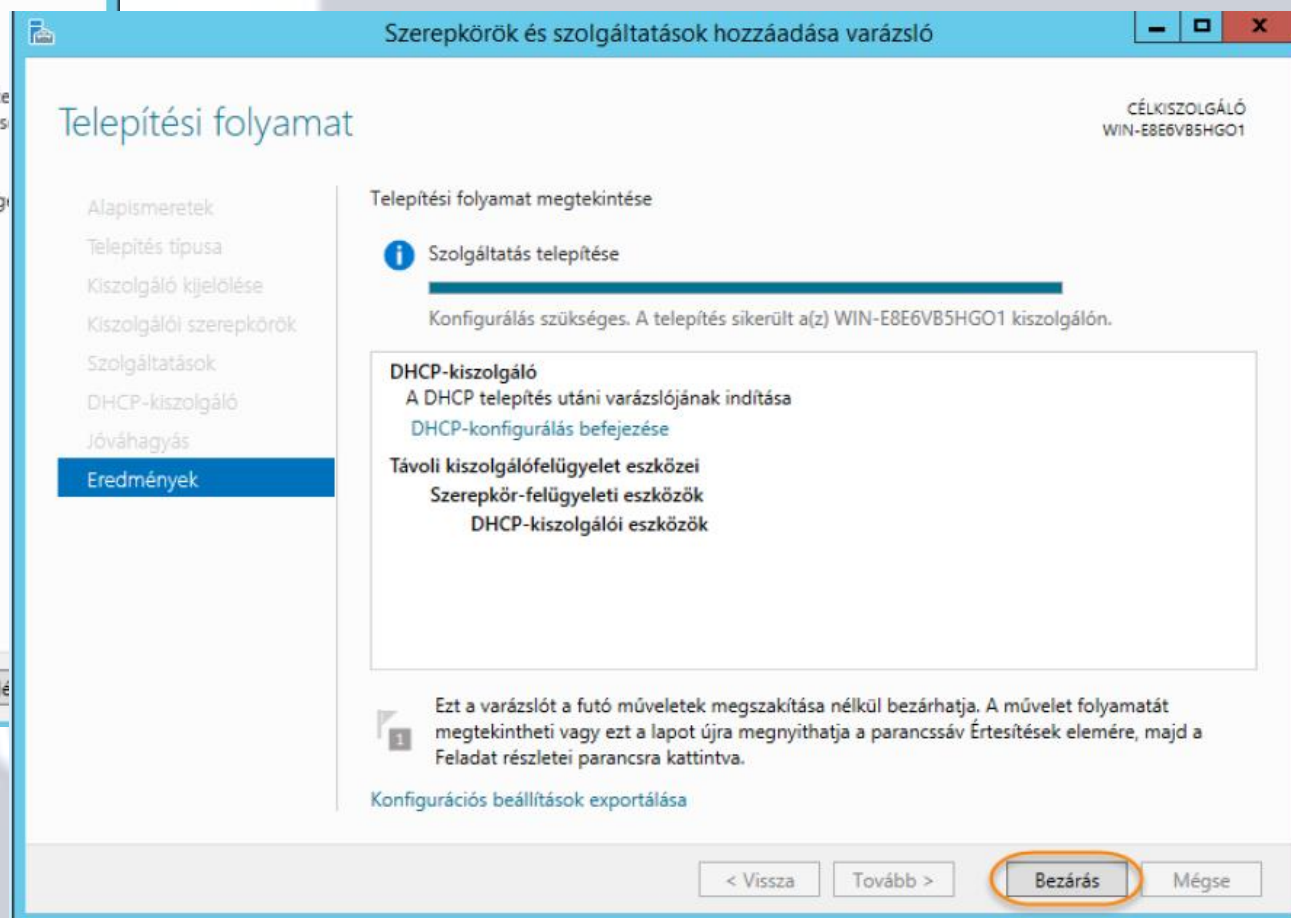 Szerepkörök és szolgáltatások hozzáadása varázsló
Telepítési folyamat
CÉLKISZOLGÁLÓ
WIN-E8E6VB5HGO1
Alapismeretek
Telepítés típusa
Kiszolgáló kijelölése
Kiszolgálói szerepkörök
Szolgáltatások
DHCP-kiszolgáló
Jóváhagyás
Eredmények
Telepítési folyamat megtekintése
Szolgáltatás telepítése
Konfigurálás szükséges. A telepítés sikerült a(z) WIN-E8E6VB5HGO1 kiszolgálón.
DHCP-kiszolgáló
A DHCP telepítés utáni varázslójának indítása
DHCP-konfigurálás befejezése
Távoli kiszolgálófelügyelet eszközei
Szerepkör-felügyeleti eszközök
DHCP-kiszolgálói eszközök
1
Ezt a varázslót a futó műveletek megszakítása nélkül bezárhatja. A művelet folyamatát
megtekintheti vagy ezt a lapot újra megnyithatja a parancssáv Értesítések elemére, majd a
Feladat részletei parancsra kattintva.
Konfigurációs beállítások exportálása
< Vissza
Tovább >
Bezárás
Mégse